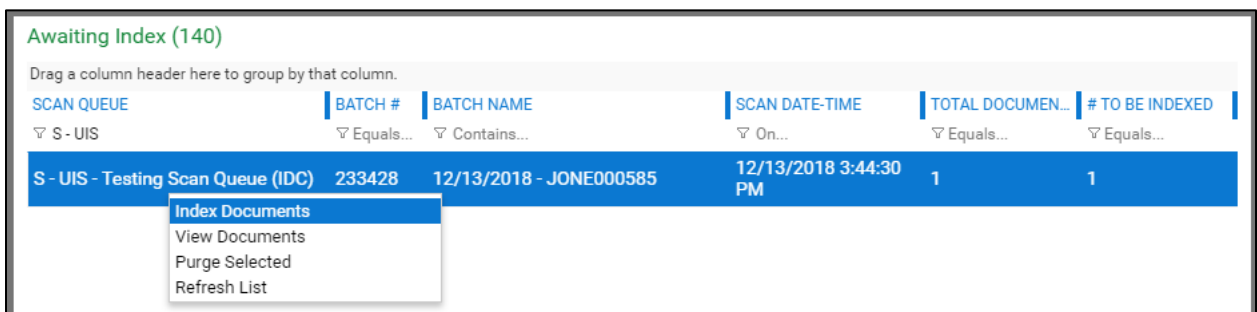 Awaiting Index (140)
Drag a column header here to group by that column.
SCAN QUEUE BATCH # BATCH NAME SCAN DATE-TIME TOTAL DOCUMEN... # TO BE INDEXED
S - UIS Equals... Contains... On... Equals... Equals...
S - UIS - Testing Scan Queue (IDC) 233428 12/13/2018 - JONE000585 12/13/2018 3:44:30 1 1
PM
Index Documents
View Documents
Purge Selected
Refresh List